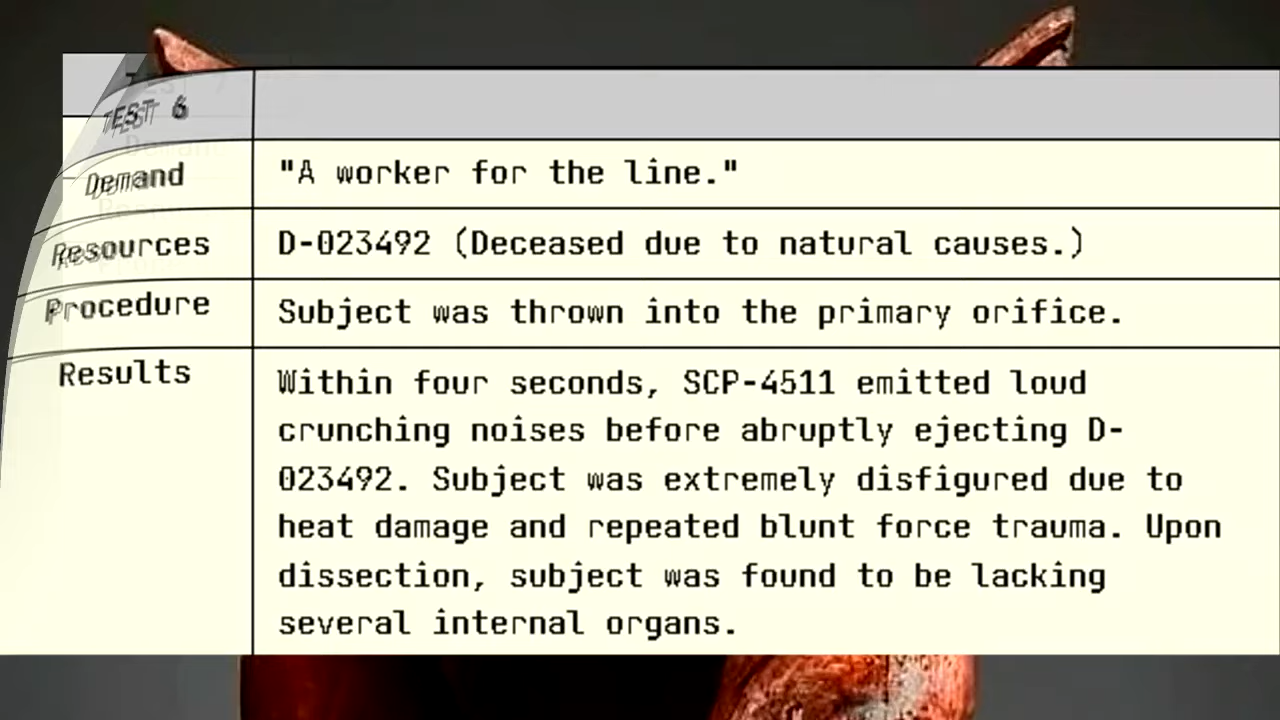 TEST 6
Demand
"A worker for the line."
Resources
D-023492 (Deceased due to natural causes.)
Procedure
Subject was thrown into the primary orifice.
Results
Within four seconds, SCP-4511 emitted loud
crunching noises before abruptly ejecting D-
023492. Subject was extremely disfigured due to
heat damage and repeated blunt force trauma. Upon
dissection, subject was found to be lacking
several internal organs.